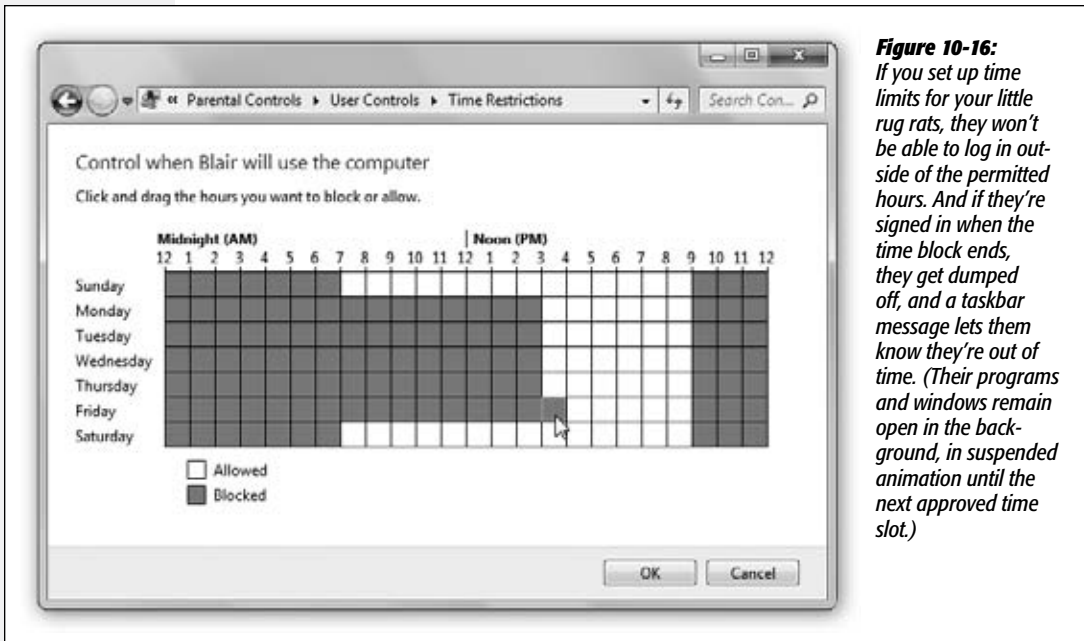 « Parental Controls ▸ User Controls ▸ Time Restrictions
Search Con...
Control when Blair will use the computer
Click and drag the hours you want to block or allow.
Midnight (AM) Noon (PM)
12 1 2 3 4 5 6 7 8 9 10 11 12 1 2 3 4 5 6 7 8 9 10 11 12
Sunday
Monday
Tuesday
Wednesday
Thursday
Friday
Saturday
Allowed
Blocked
OK Cancel
Figure 10-16:
If you set up time
limits for your little
rug rats, they won't
be able to log in out-
side of the permitted
hours. And if they're
signed in when the
time block ends,
they get dumped
off, and a taskbar
message lets them
know they're out of
time. (Their programs
and windows remain
open in the back-
ground, in suspended
animation until the
next approved time
slot.)